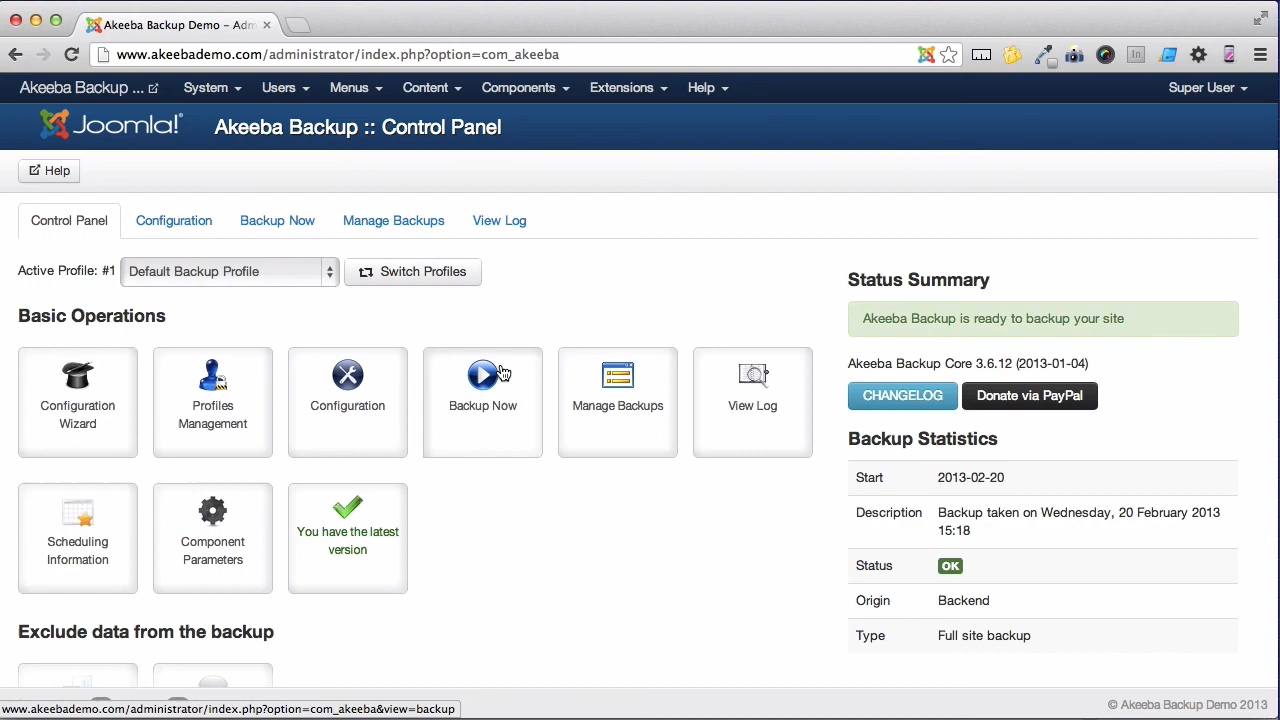 Akeeba Backup Demo – Adm
www.akeebademo.com/administrator/index.php?option=com_akeeba
Akeeba Backup ... System Users Menus Content Components Extensions Help Super User
Joomla! Akeeba Backup :: Control Panel
Help
Control Panel Configuration Backup Now Manage Backups View Log
Active Profile: #1 Default Backup Profile Switch Profiles
Basic Operations
Configuration
Wizard
Profiles
Management
Configuration
Backup Now
Manage Backups
View Log
Scheduling
Information
Component
Parameters
You have the latest
version
Exclude data from the backup
Status Summary
Akeeba Backup is ready to backup your site
Akeeba Backup Core 3.6.12 (2013-01-04)
CHANGELOG Donate via PayPal
Backup Statistics
Start 2013-02-20
Description Backup taken on Wednesday, 20 February 2013
15:18
Status OK
Origin Backend
Type Full site backup
www.akeebademo.com/administrator/index.php?option=com_akeeba&view=backup
© Akeeba Backup Demo 2013